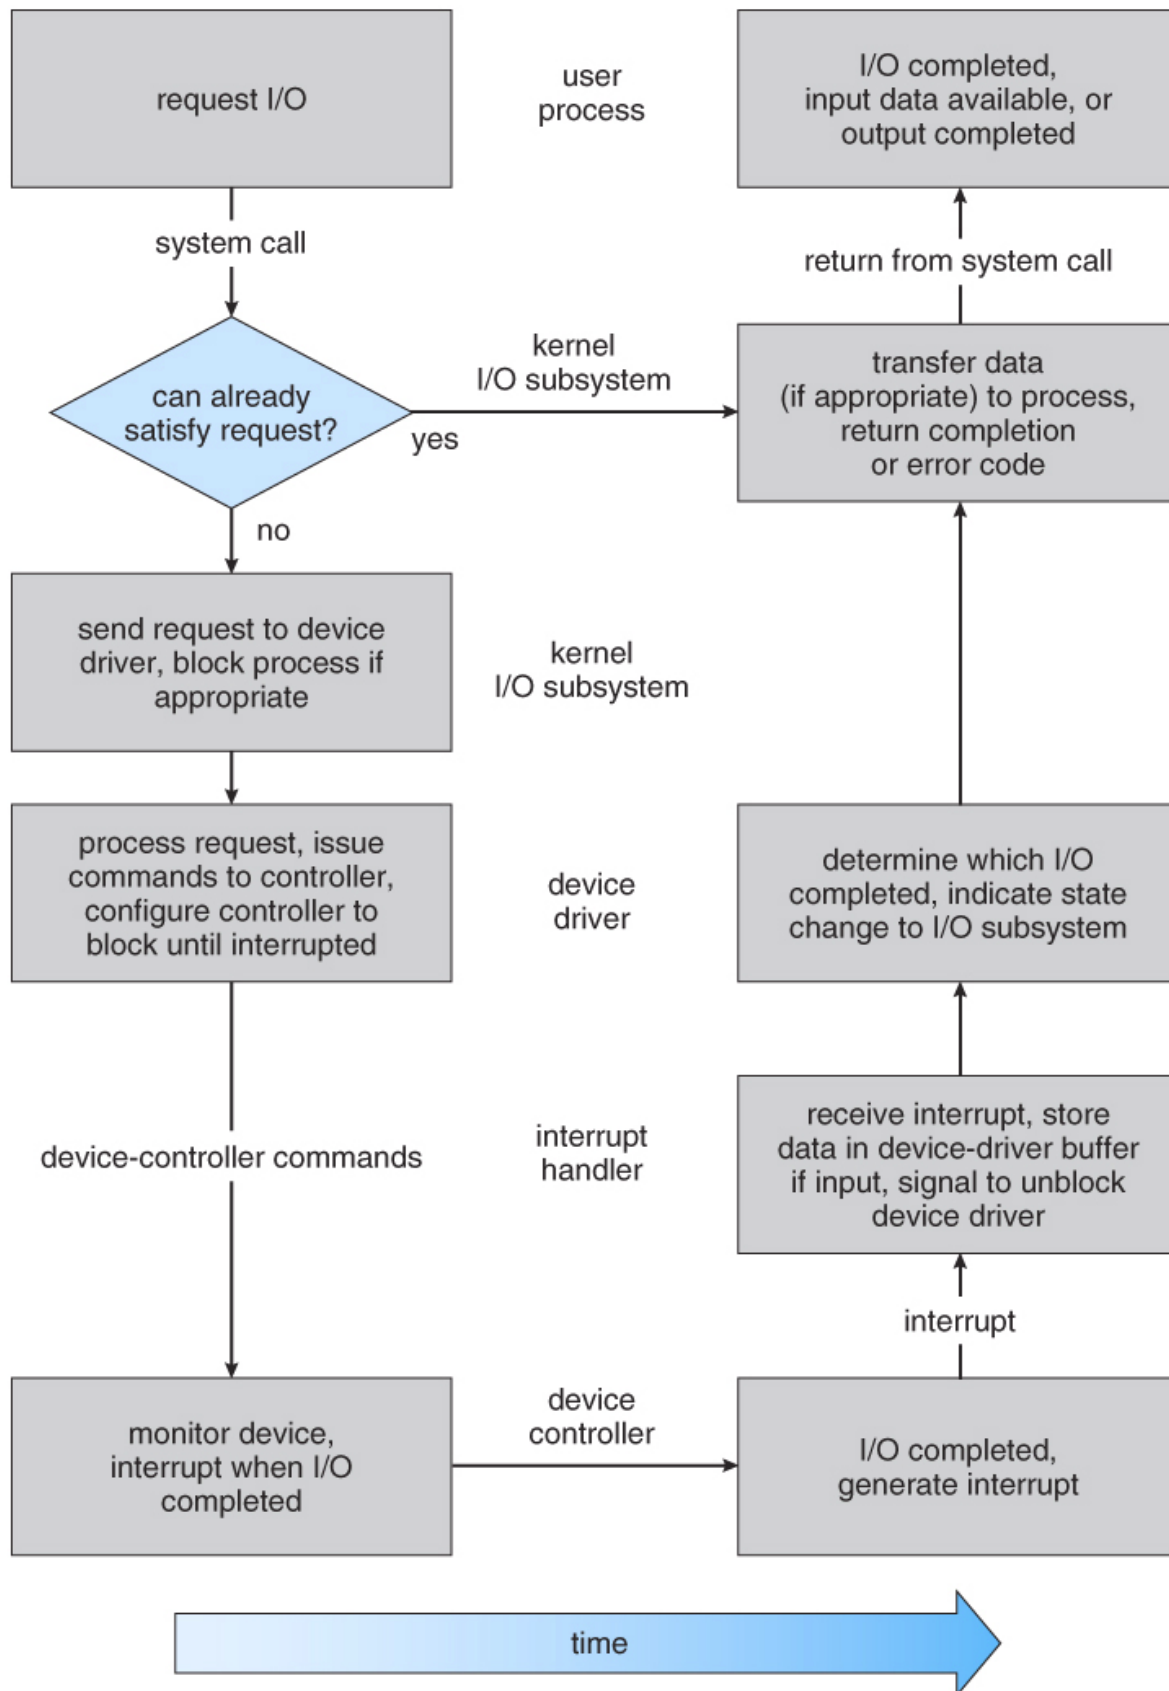 request I/O
user
process
I/O completed,
input data available, or
output completed
system call
return from system call
can already
satisfy request?
kernel
I/O subsystem
yes
transfer data
(if appropriate) to process,
return completion
or error code
no
send request to device
driver, block process if
appropriate
kernel
I/O subsystem
process request, issue
commands to controller,
configure controller to
block until interrupted
device
driver
determine which I/O
completed, indicate state
change to I/O subsystem
device-controller commands
interrupt
handler
receive interrupt, store
data in device-driver buffer
if input, signal to unblock
device driver
interrupt
monitor device,
interrupt when I/O
completed
device
controller
I/O completed,
generate interrupt
time